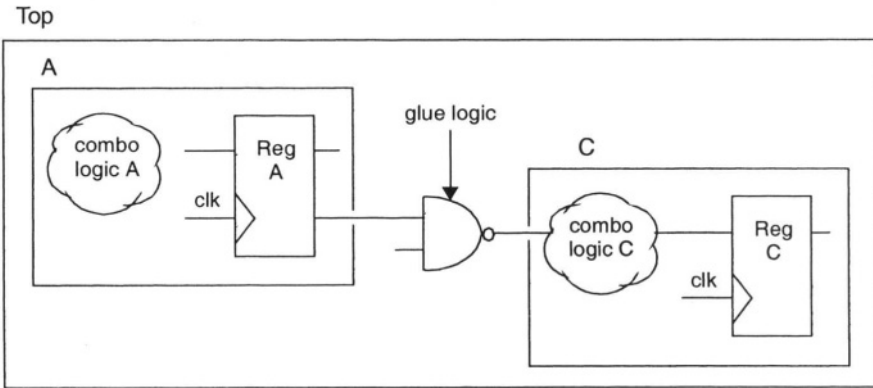 Top
A
combo
logic A
Reg
A
clk
glue logic
C
combo
logic C
Reg
C
clk